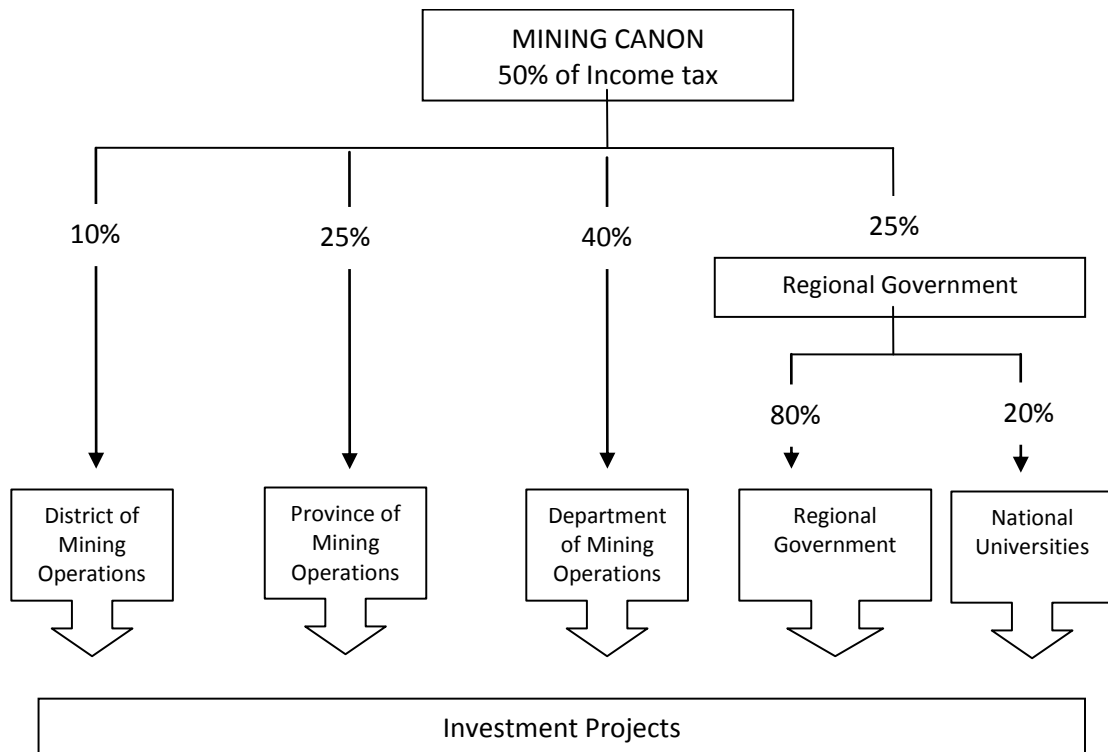 MINING CANON
50% of Income tax
10%
25%
40%
25%
Regional Government
80%
20%
District of
Mining
Operations
Province of
Mining
Operations
Department
of Mining
Operations
Regional
Government
National
Universities
Investment Projects